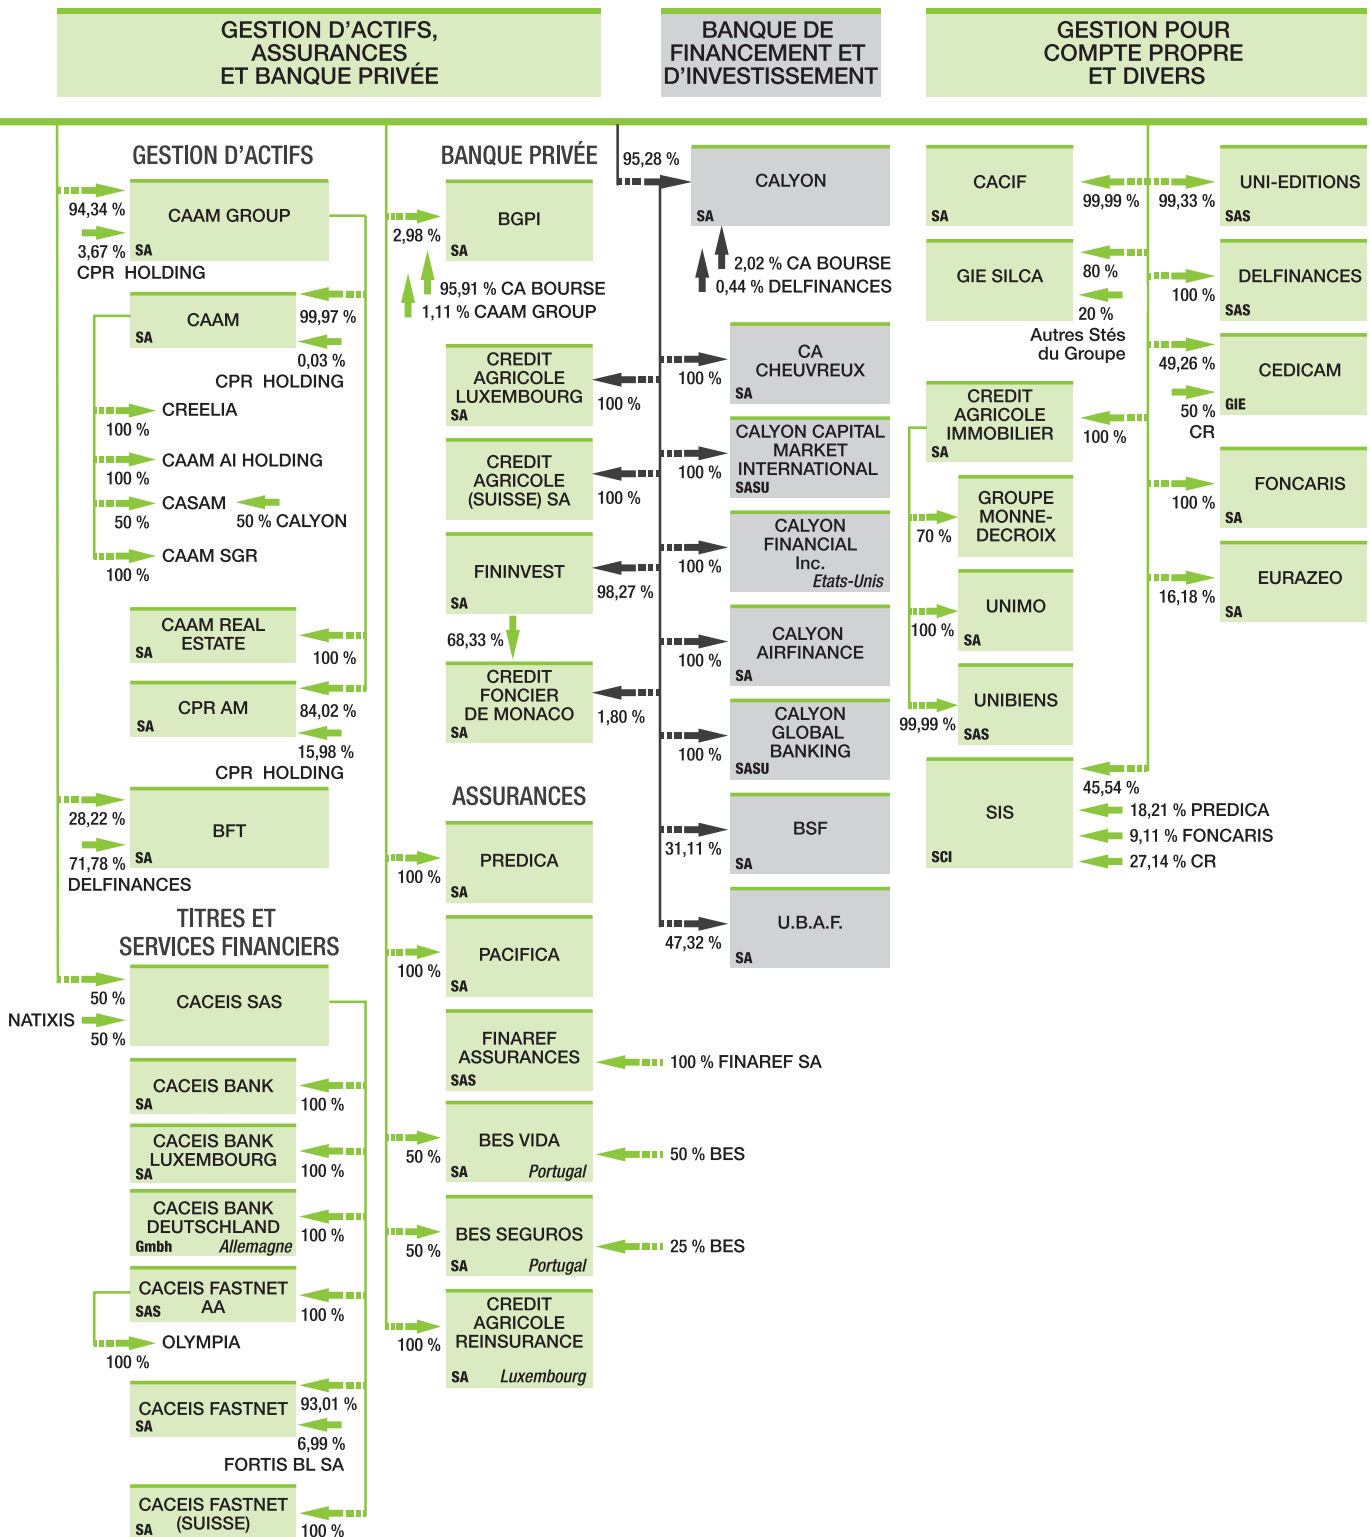 GESTION D'ACTIFS,
ASSURANCES
ET BANQUE PRIVÉE
BANQUE DE
FINANCEMENT ET
D'INVESTISSEMENT
GESTION POUR
COMPTE PROPRE
ET DIVERS
GESTION D'ACTIFS
94,34 %
CAAM GROUP
SA
3,67 %
CPR HOLDING
CAAM
SA
99,97 %
0,03 %
CPR HOLDING
CREELIA
100 %
CAAM AI HOLDING
100 %
CASAM
50 %
50 % CALYON
CAAM SGR
100 %
CAAM REAL
ESTATE
SA
100 %
CPR AM
SA
84,02 %
15,98 %
CPR HOLDING
28,22 %
BFT
SA
71,78 %
DELFINANCES
TITRES ET
SERVICES FINANCIERS
50 %
CACEIS SAS
NATIXIS
50 %
CACEIS BANK
SA
100 %
CACEIS BANK
LUXEMBOURG
SA
100 %
CACEIS BANK
DEUTSCHLAND
Gmbh Allemagne
100 %
CACEIS FASTNET
AA
SAS
100 %
OLYMPIA
100 %
CACEIS FASTNET
SA
93,01 %
6,99 %
FORTIS BL SA
CACEIS FASTNET
(SUISSE)
SA
100 %
BANQUE PRIVÉE
BGPI
SA
2,98 %
95,91 % CA BOURSE
1,11 % CAAM GROUP
CREDIT
AGRICOLE
LUXEMBOURG
SA
100 %
CREDIT
AGRICOLE
(SUISSE) SA
100 %
FININVEST
SA
98,27 %
68,33 %
CREDIT
FONCIER
DE MONACO
SA
1,80 %
ASSURANCES
PREDICA
SA
100 %
PACIFICA
SA
100 %
FINAREF
ASSURANCES
SAS
100 % FINAREF SA
BES VIDA
SA Portugal
50 %
50 % BES
BES SEGUROS
SA Portugal
50 %
25 % BES
CREDIT
AGRICOLE
REINSURANCE
SA Luxembourg
100 %
95,28 %
CALYON
SA
2,02 % CA BOURSE
0,44 % DELFINANCES
CA
CHEUVREUX
SA
100 %
CALYON CAPITAL
MARKET
INTERNATIONAL
SASU
100 %
CALYON
FINANCIAL
Inc.
Etats-Unis
100 %
CALYON
AIRFINANCE
SA
100 %
CALYON
GLOBAL
BANKING
SASU
100 %
BSF
SA
31,11 %
U.B.A.F.
SA
47,32 %
CACIF
SA
99,99 %
GIE SILCA
80 %
20 %
Autres Stés
du Groupe
CREDIT
AGRICOLE
IMMOBILIER
SA
100 %
GROUPE
MONNE-
DECROIX
70 %
UNIMO
SA
100 %
UNIBIENS
SAS
99,99 %
SIS
SCI
45,54 %
18,21 % PREDICA
9,11 % FONCARIS
27,14 % CR
UNI-EDITIONS
SAS
99,33 %
DELFINANCES
SAS
100 %
CEDICAM
GIE
49,26 %
50 %
CR
FONCARIS
SA
100 %
EURAZEO
SA
16,18 %